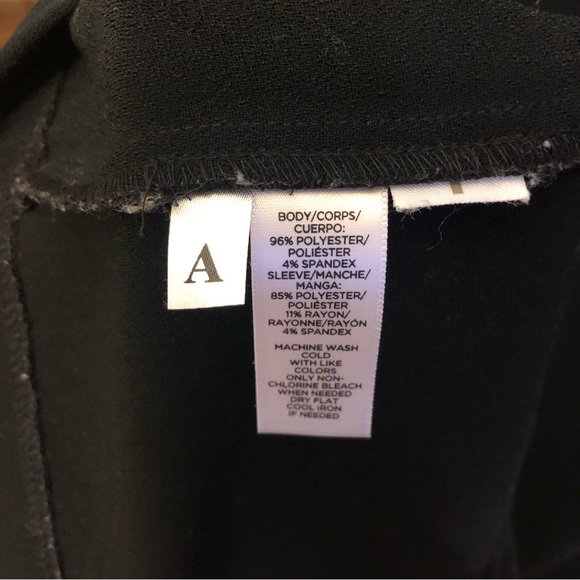 A
BODY/CORPS/
CUERPO:
96% POLYESTER/
POLIÉSTER
4% SPANDEX
SLEEVE/MANCHE/
MANGA:
85% POLYESTER/
POLIÉSTER
11% RAYON/
RAYONNE/RAYÓN
4% SPANDEX
MACHINE WASH
COLD
WITH LIKE
COLORS
ONLY NON-
CHLORINE BLEACH
WHEN NEEDED
DRY FLAT
COOL IRON
IF NEEDED